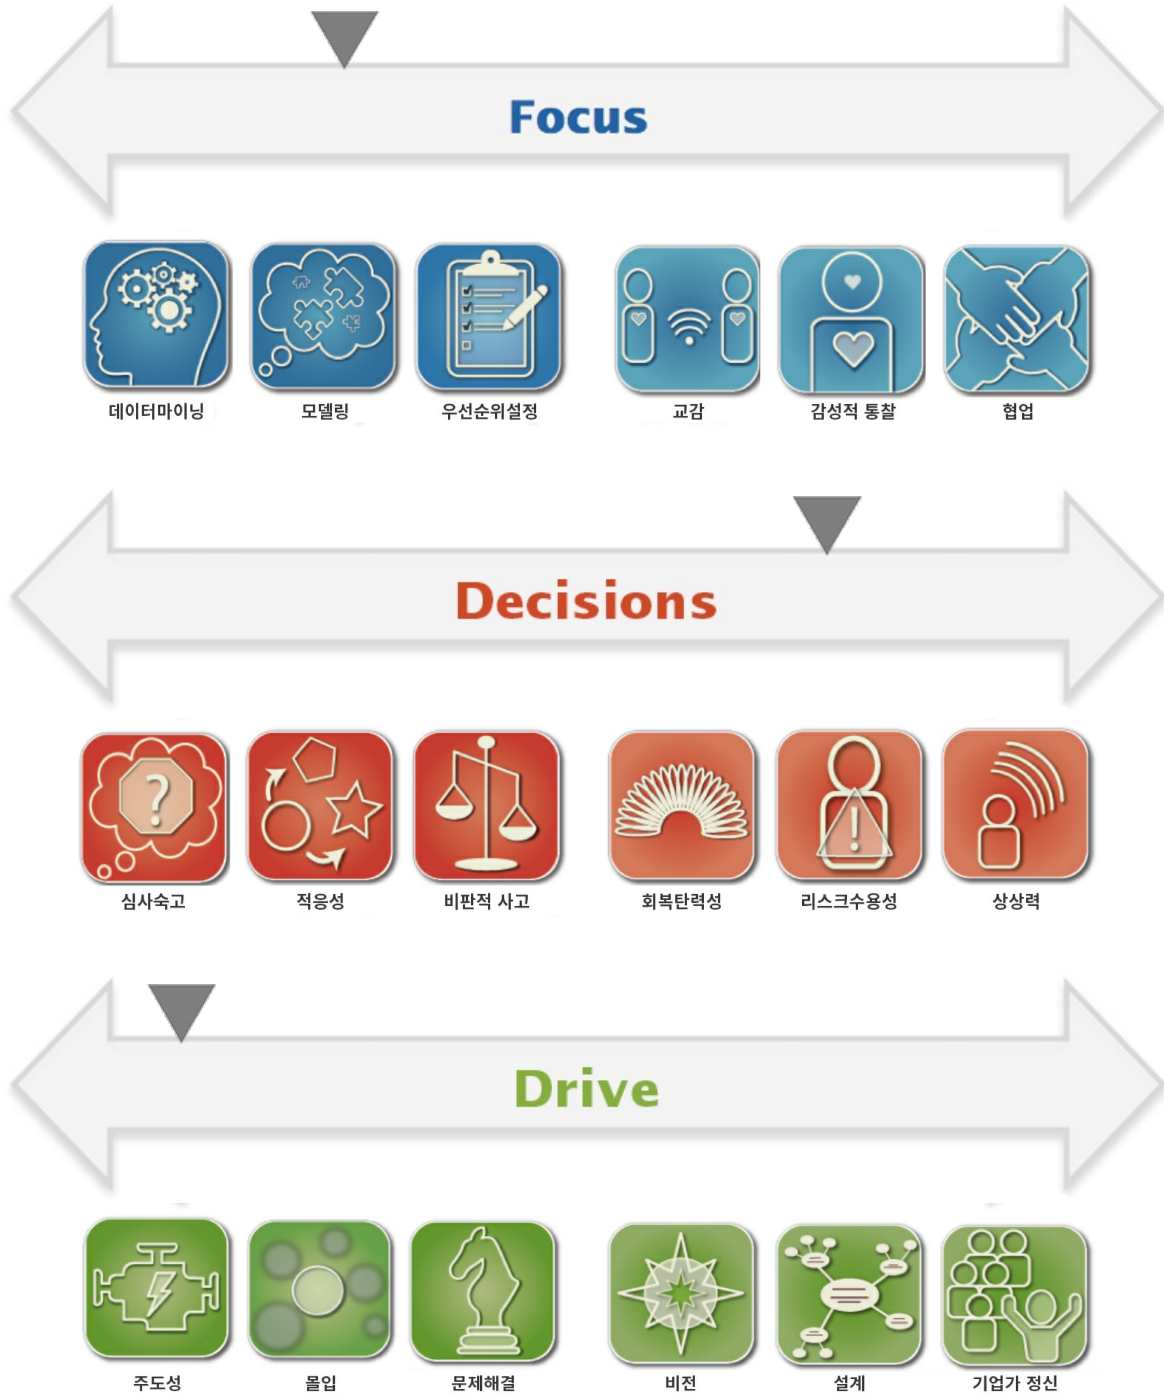 Focus
데이터마이닝 모델링 우선순위설정 교감 감성적 통찰 협업
Decisions
?
!
심사숙고 적응성 비판적 사고 회복탄력성 리스크수용성 상상력
Drive
주도성 몰입 문제해결 비전 설계 기업가 정신